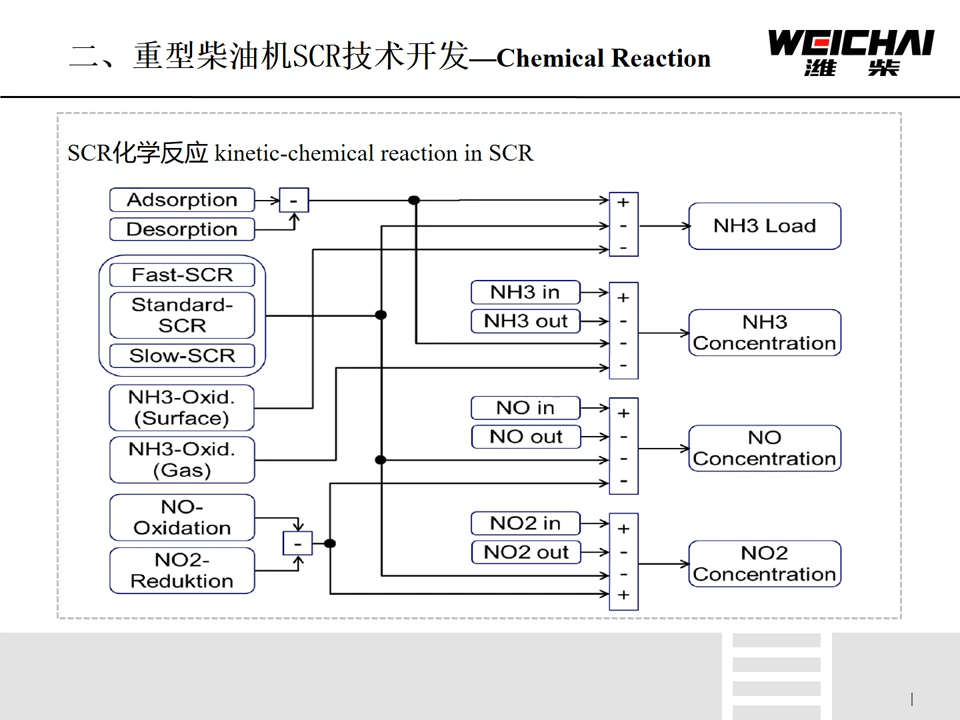 二、重型柴油机SCR技术开发—Chemical Reaction
WEICHAI
潍 柴
SCR化学反应 kinetic-chemical reaction in SCR
Adsorption
-
Desorption
Fast-SCR
Standard-
SCR
Slow-SCR
NH3-Oxid.
(Surface)
NH3-Oxid.
(Gas)
NO-
Oxidation
-
NO2-
Reduktion
+
-
-
NH3 Load
NH3 in
NH3 out
+
-
-
-
NH3
Concentration
NO in
NO out
+
-
-
-
NO
Concentration
NO2 in
NO2 out
+
-
-
+
NO2
Concentration
|